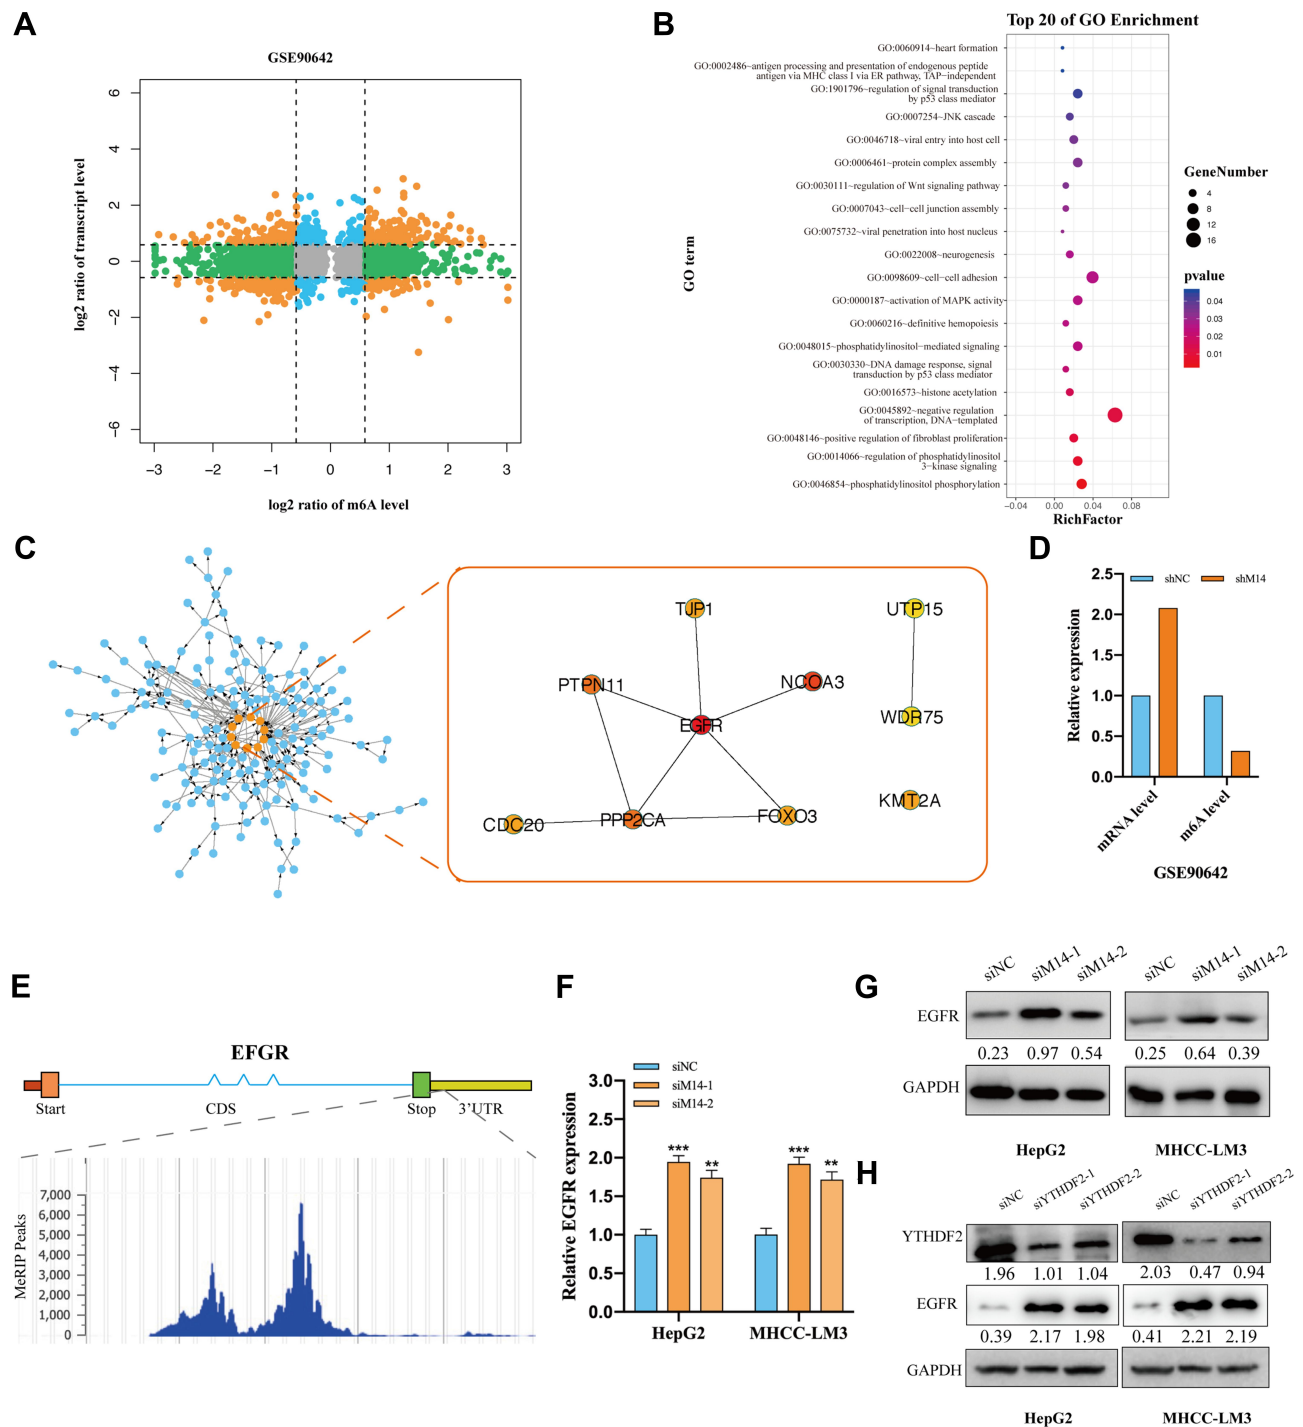 A
GSE90642
log2 ratio of transcript level
6
4
2
0
−2
−4
−6
−3
−2
−1
0
1
2
3
log2 ratio of m6A level
B
Top 20 of GO Enrichment
GO term
GO:0060914~heart formation
GO:0002486~antigen processing and presentation of endogenous peptide
antigen via MHC class I via ER pathway, TAP−independent
GO:1901796~regulation of signal transduction
by p53 class mediator
GO:0007254~JNK cascade
GO:0046718~viral entry into host cell
GO:0006461~protein complex assembly
GO:0030111~regulation of Wnt signaling pathway
GO:0007043~cell−cell junction assembly
GO:0075732~viral penetration into host nucleus
GO:0022008~neurogenesis
GO:0098609~cell−cell adhesion
GO:0000187~activation of MAPK activity
GO:0060216~definitive hemopoiesis
GO:0048015~phosphatidylinositol−mediated signaling
GO:0030330~DNA damage response, signal
transduction by p53 class mediator
GO:0016573~histone acetylation
GO:0045892~negative regulation
of transcription, DNA−templated
GO:0048146~positive regulation of fibroblast proliferation
GO:0014066~regulation of phosphatidylinositol
3−kinase signaling
GO:0046854~phosphatidylinositol phosphorylation
−0.04
0.00
0.04
0.08
RichFactor
GeneNumber
4
8
12
16
pvalue
0.04
0.03
0.02
0.01
C
TJP1
UTP15
PTPN11
NCOA3
EGFR
WDR75
KMT2A
CDC20
PPP2CA
FOXO3
D
shNC
shM14
Relative expression
2.5
2.0
1.5
1.0
0.5
0.0
mRNA level
m6A level
GSE90642
E
EFGR
Start
CDS
Stop
3'UTR
MeRIP Peaks
7,000
6,000
5,000
4,000
3,000
2,000
1,000
0
F
siNC
siM14-1
siM14-2
Relative EGFR expression
3.0
2.5
2.0
1.5
1.0
0.5
0.0
***
**
***
**
HepG2
MHCC-LM3
G
siNC
siM14-1
siM14-2
siNC
siM14-1
siM14-2
EGFR
0.23 0.97 0.54
0.25 0.64 0.39
GAPDH
HepG2
MHCC-LM3
H
siNC
siYTHDF2-1
siYTHDF2-2
siNC
siYTHDF2-1
siYTHDF2-2
YTHDF2
1.96 1.01 1.04
2.03 0.47 0.94
EGFR
0.39 2.17 1.98
0.41 2.21 2.19
GAPDH
HepG2
MHCC-LM3